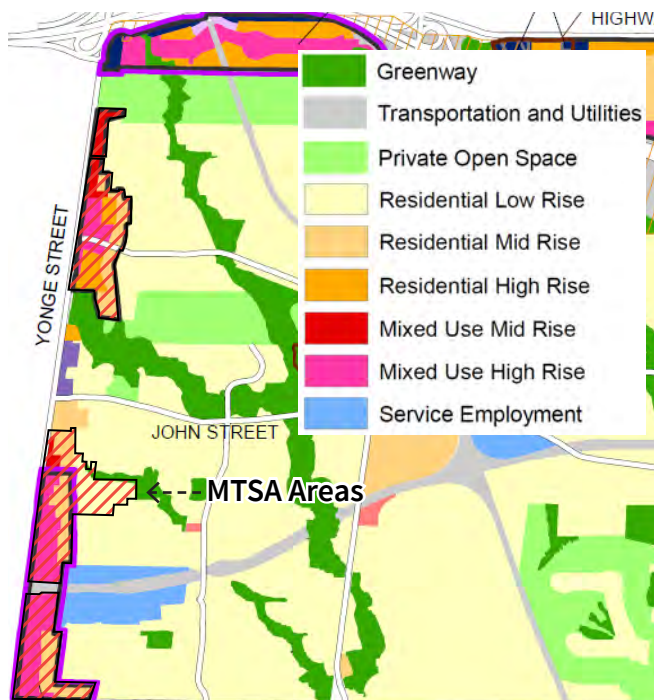 HIGHW
Greenway
Transportation and Utilities
Private Open Space
Residential Low Rise
Residential Mid Rise
Residential High Rise
Mixed Use Mid Rise
Mixed Use High Rise
Service Employment
YONGE STREET
JOHN STREET
MTSA Areas